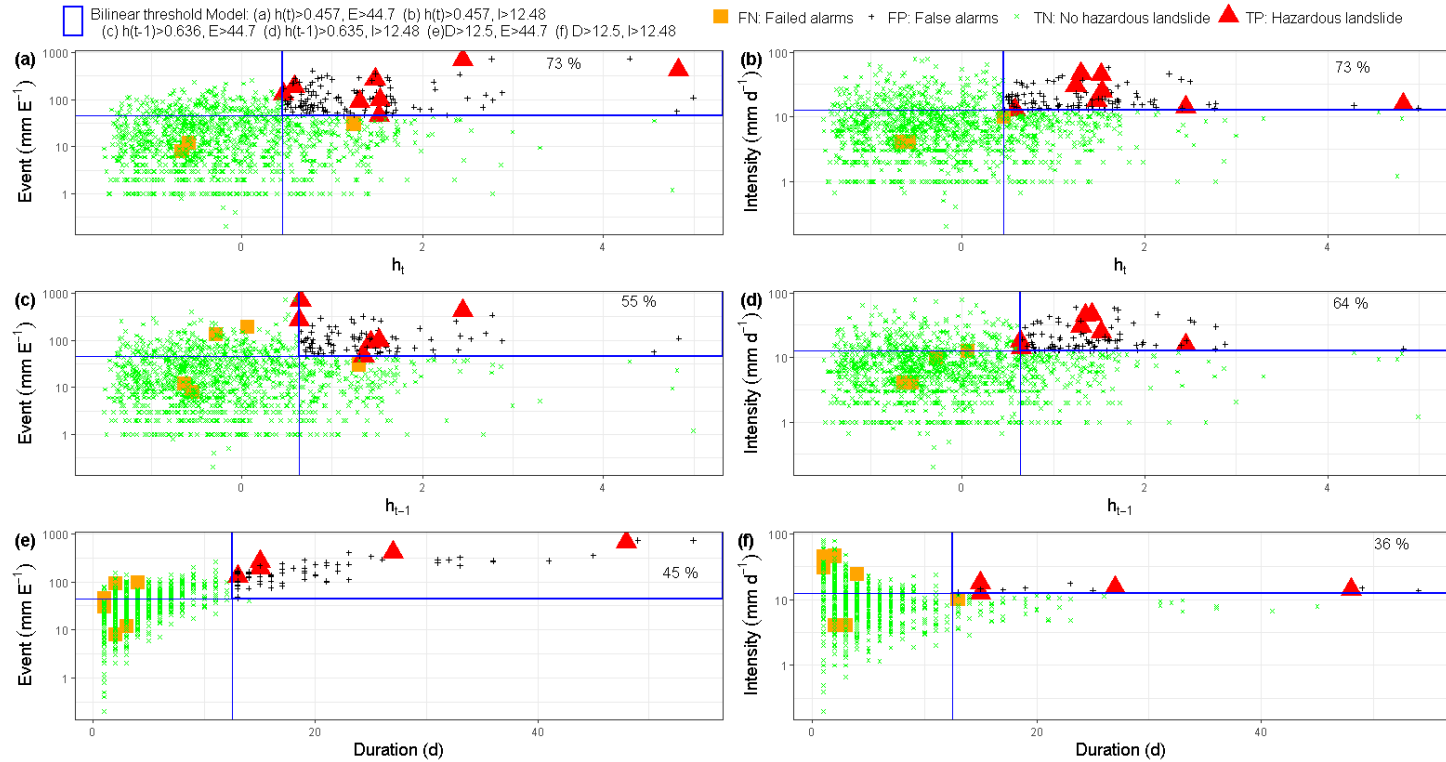 Bilinear threshold Model: (a) h(t)>0.457, E>44.7 (b) h(t)>0.457, I>12.48
(c) h(t-1)>0.636, E>44.7 (d) h(t-1)>0.635, I>12.48 (e)D>12.5, E>44.7 (f) D>12.5, I>12.48
FN: Failed alarms
FP: False alarms
TN: No hazardous landslide
TP: Hazardous landslide
(a)
73 %
Event (mm E⁻¹)
1000
100
10
1
0
2
4
hₜ
(b)
73 %
Intensity (mm d⁻¹)
100
10
1
0
2
4
hₜ
(c)
55 %
Event (mm E⁻¹)
1000
100
10
1
0
2
4
hₜ₋₁
(d)
64 %
Intensity (mm d⁻¹)
100
10
1
0
2
4
hₜ₋₁
(e)
45 %
Event (mm E⁻¹)
1000
100
10
1
0
20
40
Duration (d)
(f)
36 %
Intensity (mm d⁻¹)
100
10
1
0
20
40
Duration (d)